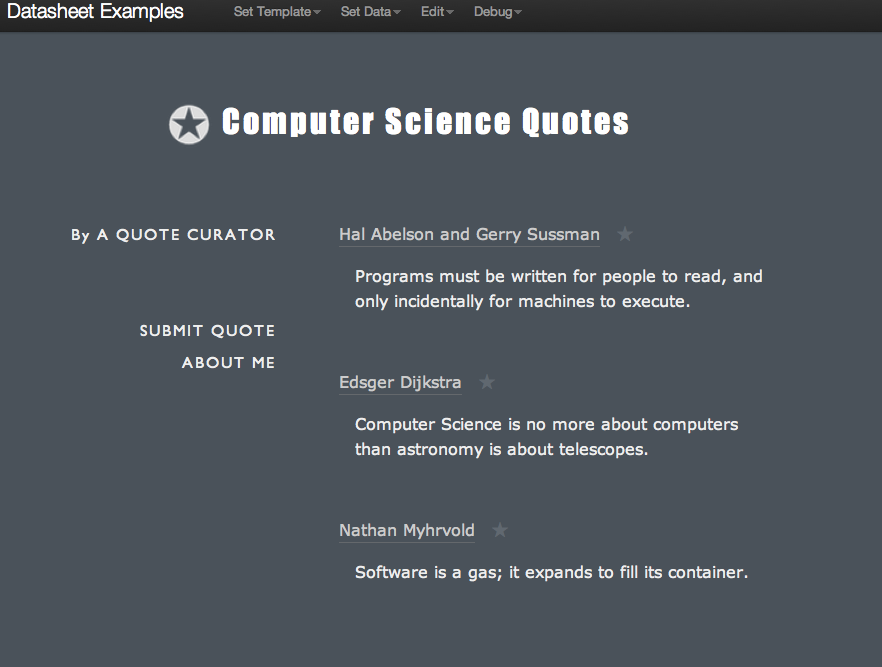 Datasheet Examples Set Template Set Data Edit Debug
Computer Science Quotes
By A QUOTE CURATOR
SUBMIT QUOTE
ABOUT ME
Hal Abelson and Gerry Sussman
Programs must be written for people to read, and
only incidentally for machines to execute.
Edsger Dijkstra
Computer Science is no more about computers
than astronomy is about telescopes.
Nathan Myhrvold
Software is a gas; it expands to fill its container.